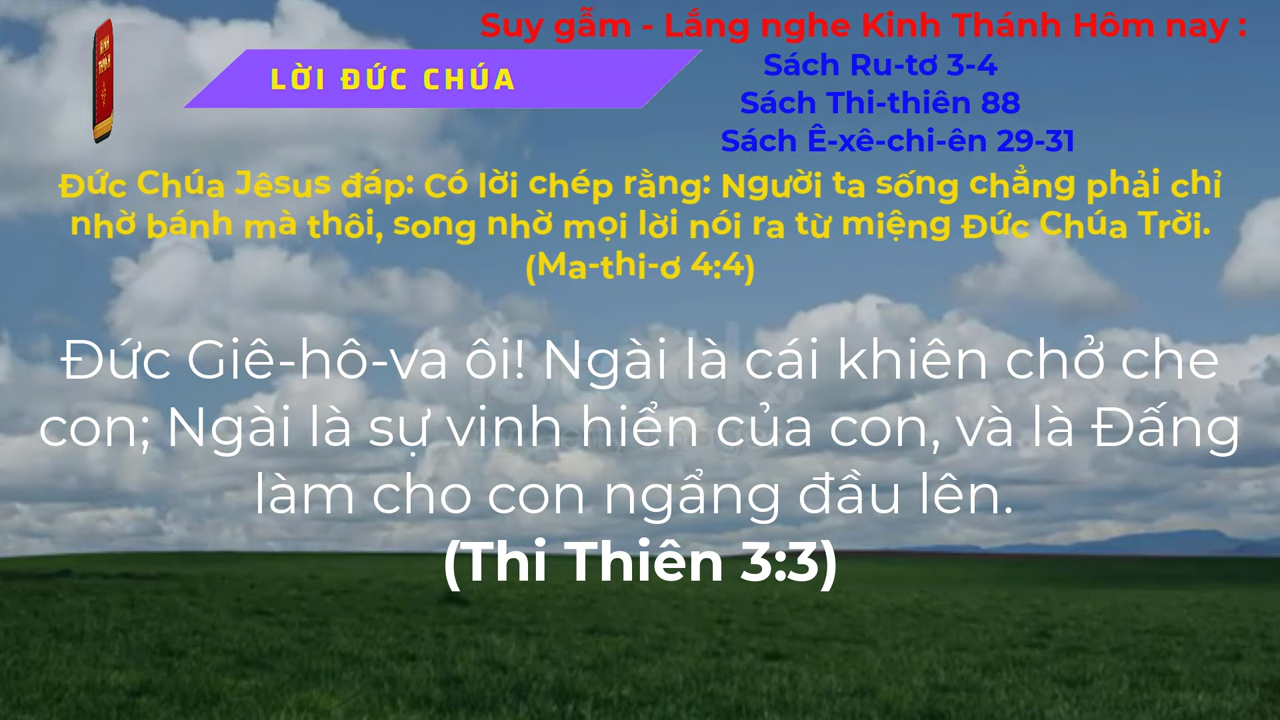 Suy gẫm - Lắng nghe Kinh Thánh Hôm nay :
LỜI ĐỨC CHÚA
Sách Ru-tơ 3-4
Sách Thi-thiên 88
Sách Ê-xê-chi-ên 29-31
Đức Chúa Jêsus đáp: Có lời chép rằng: Người ta sống chẳng phải chỉ
nhờ bánh mà thôi, song nhờ mọi lời nói ra từ miệng Đức Chúa Trời.
(Ma-thi-ơ 4:4)
Đức Giê-hô-va ôi! Ngài là cái khiên chở che
con; Ngài là sự vinh hiển của con, và là Đấng
làm cho con ngẩng đầu lên.
(Thi Thiên 3:3)